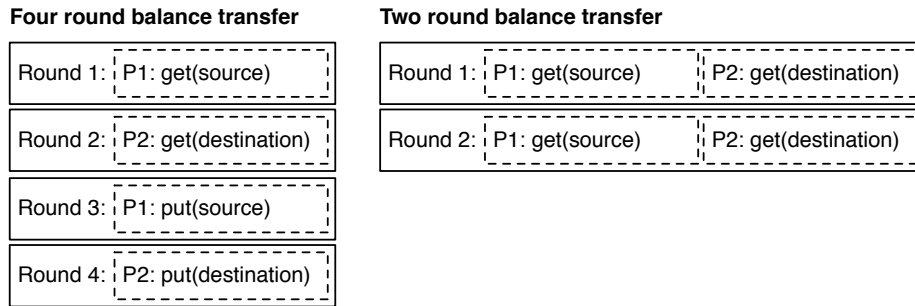 Four round balance transfer
Round 1: P1: get(source)
Round 2: P2: get(destination)
Round 3: P1: put(source)
Round 4: P2: put(destination)
Two round balance transfer
Round 1: P1: get(source) P2: get(destination)
Round 2: P1: get(source) P2: get(destination)